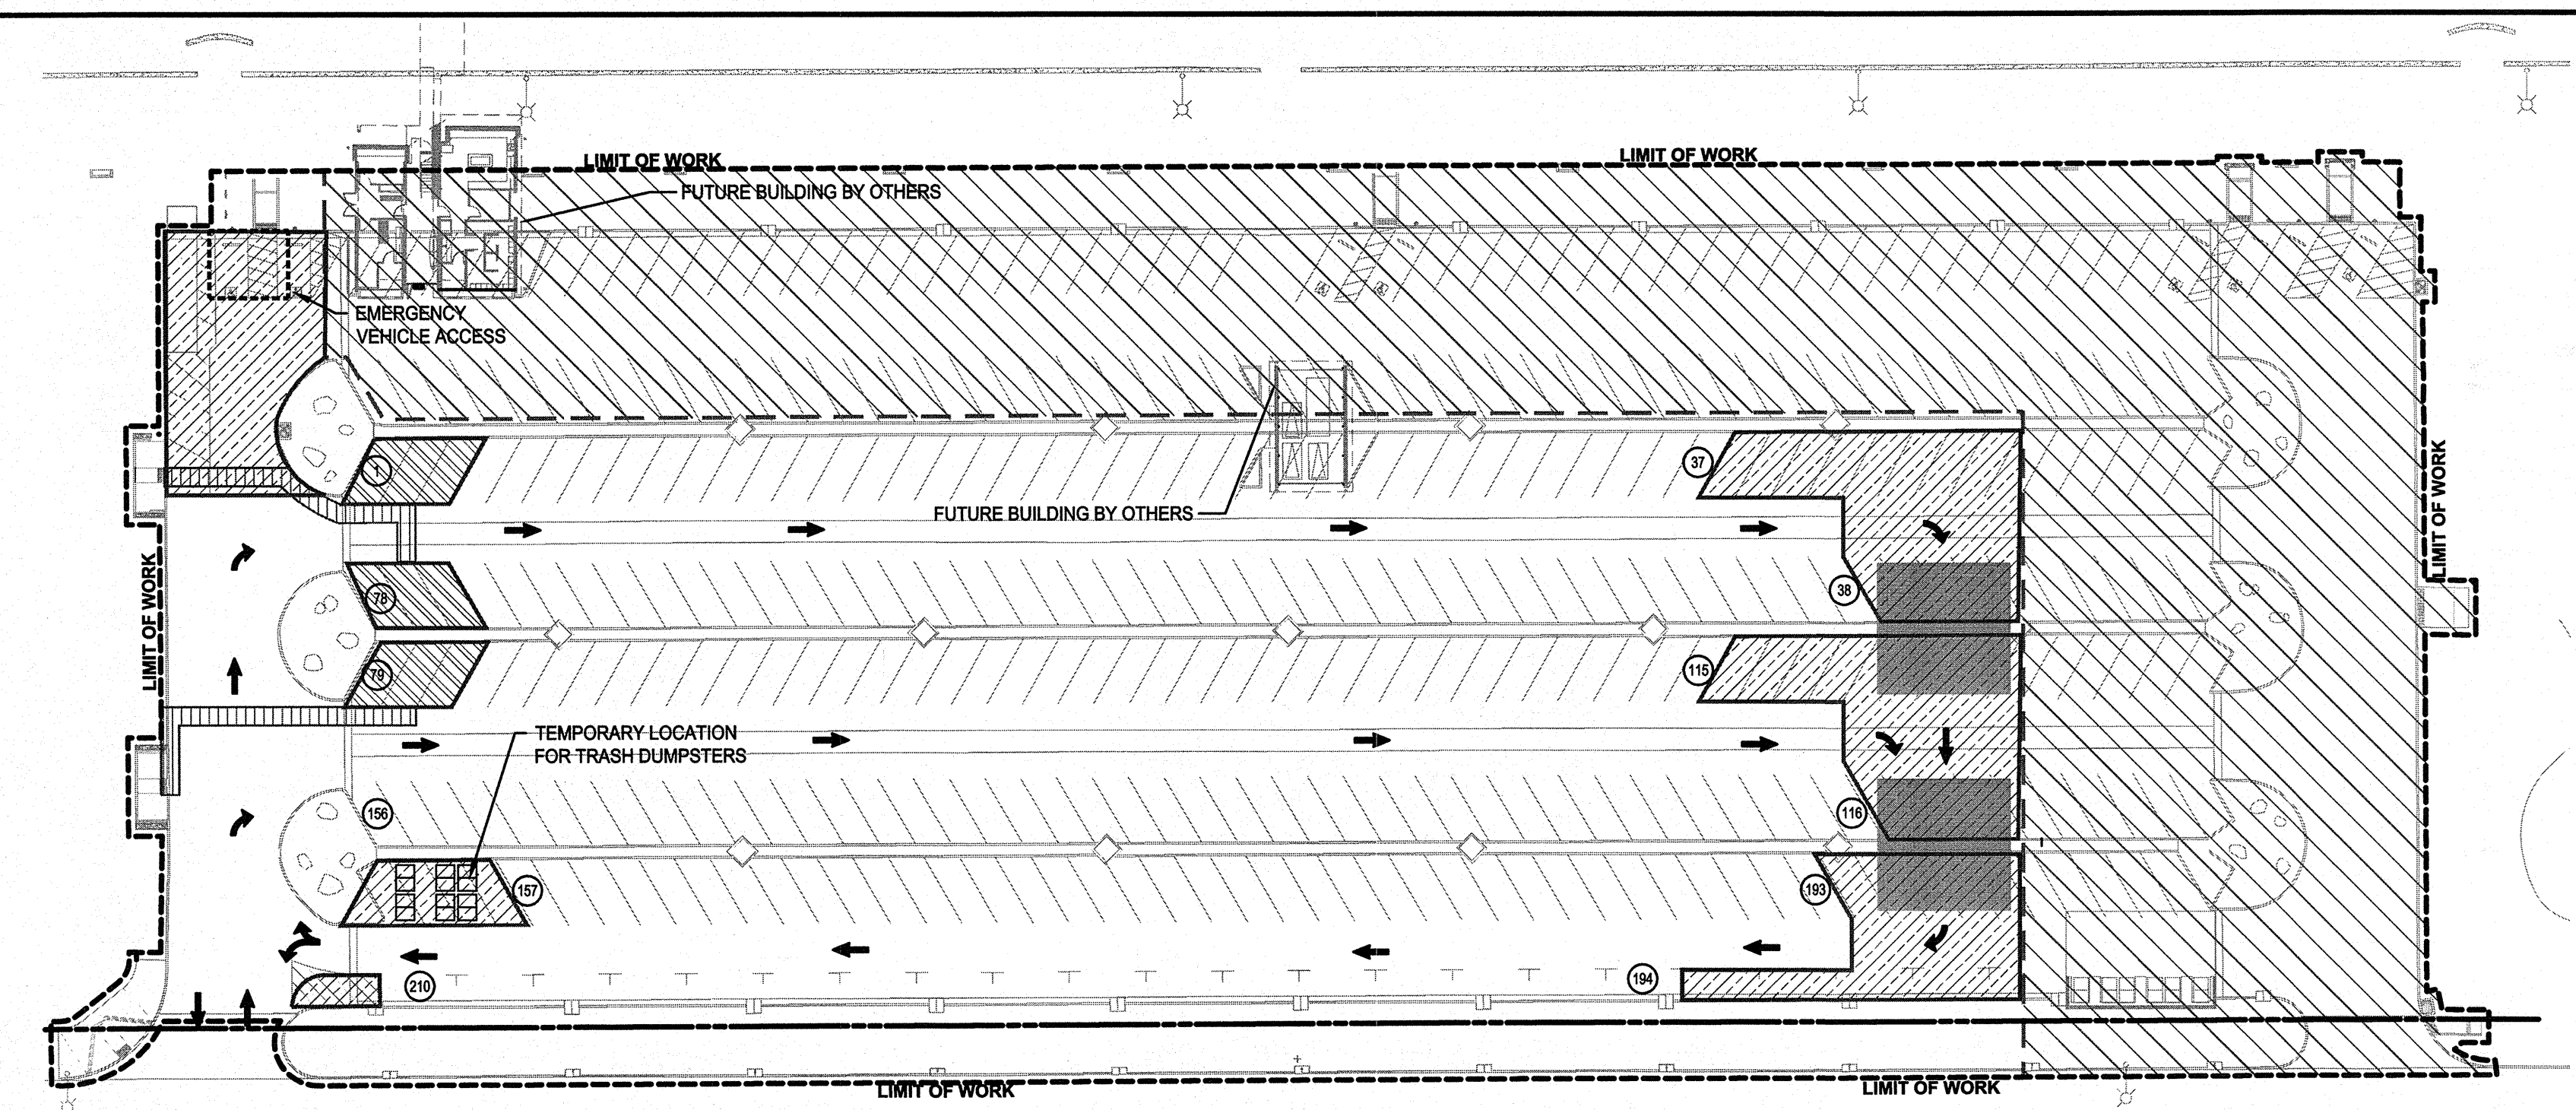 LIMIT OF WORK
LIMIT OF WORK
FUTURE BUILDING BY OTHERS
EMERGENCY
VEHICLE ACCESS
1
37
FUTURE BUILDING BY OTHERS
LIMIT OF WORK
LIMIT OF WORK
78
38
79
115
TEMPORARY LOCATION
FOR TRASH DUMPSTERS
156
116
157
193
210
194
LIMIT OF WORK
LIMIT OF WORK